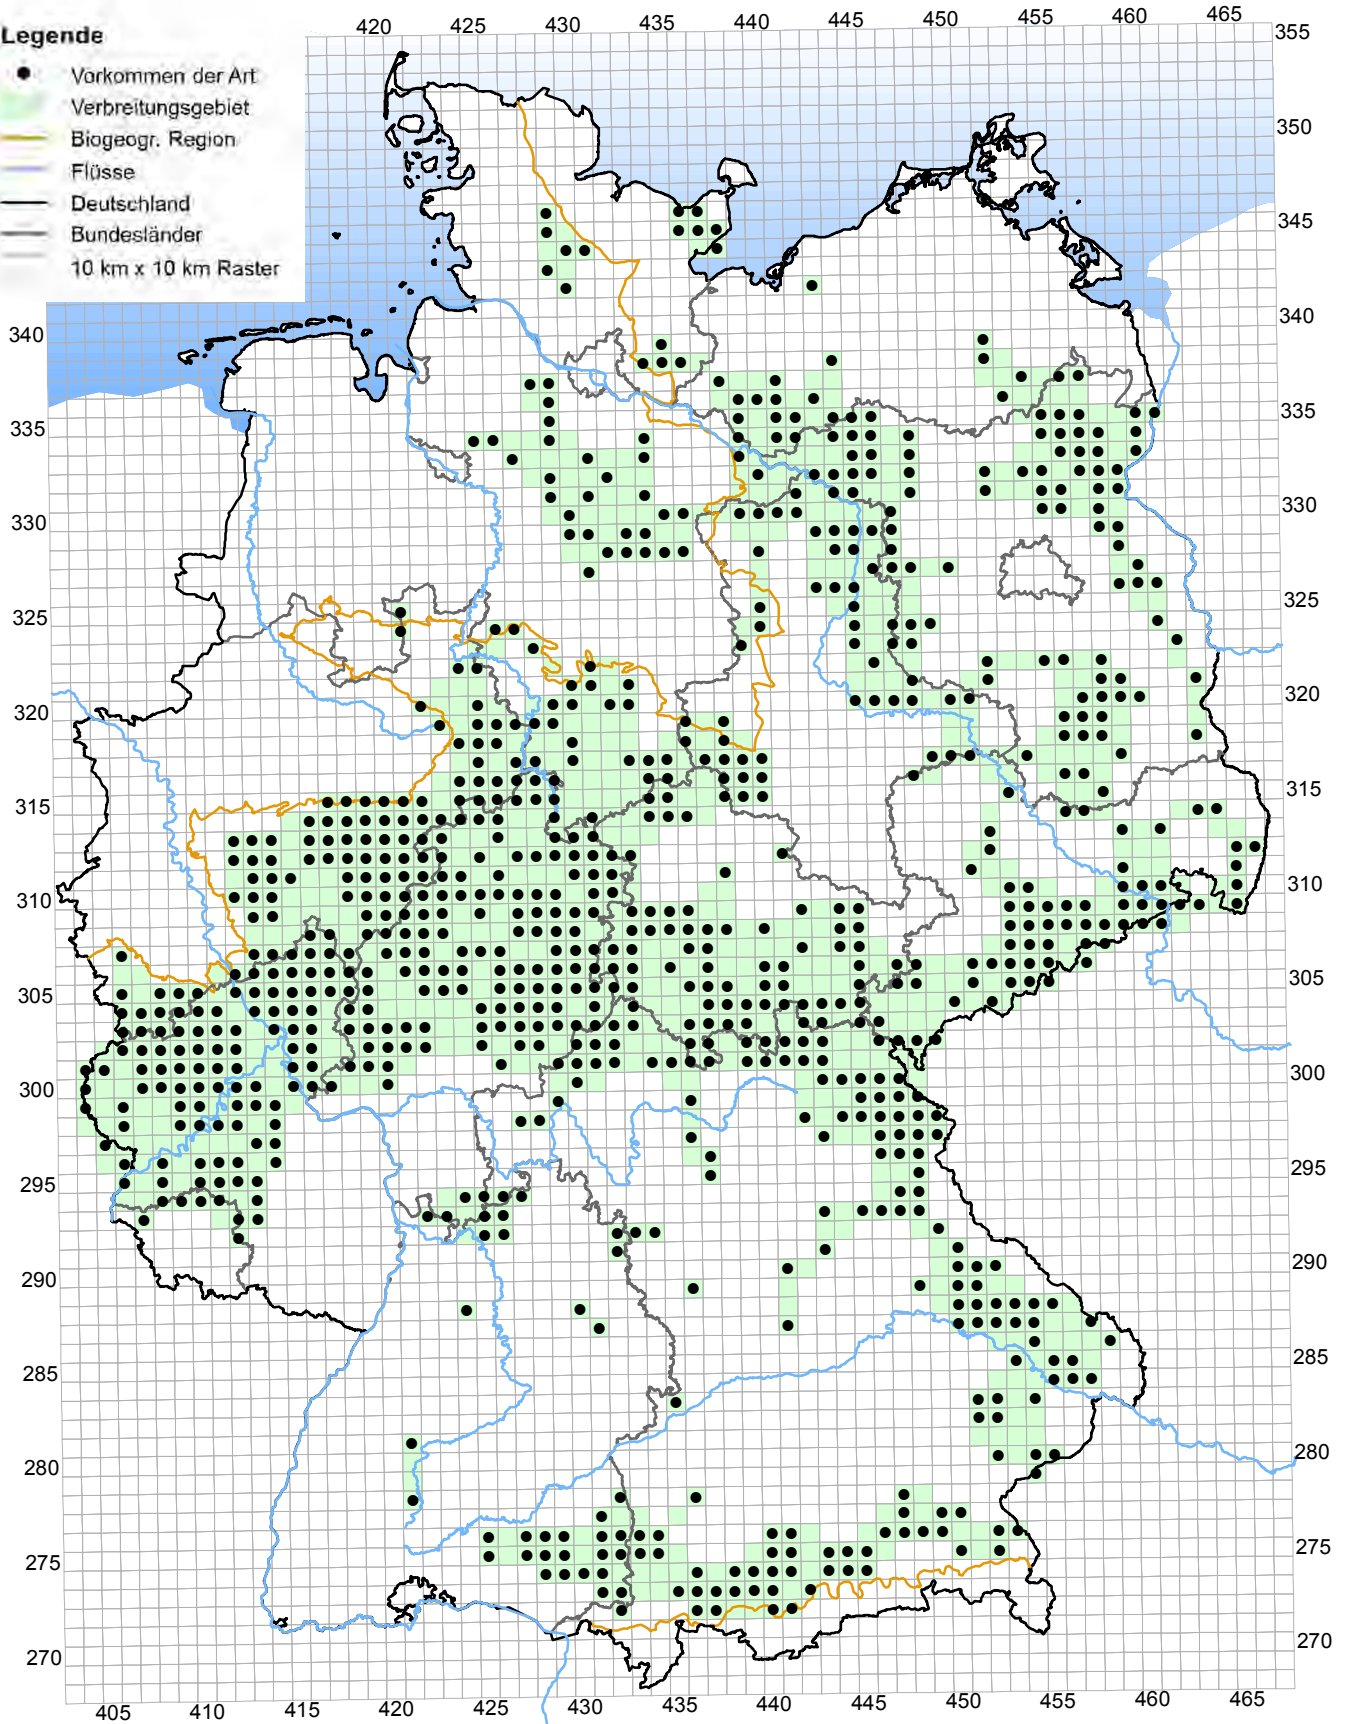 Legende
Vorkommen der Art
Verbreitungsgebiet
Biogeogr. Region
Flüsse
Deutschland
Bundesländer
10 km x 10 km Raster
420 425 430 435 440 445 450 455 460 465
355
350
345
340 340
335 335
330 330
325 325
320 320
315 315
310 310
305 305
300 300
295 295
290 290
285 285
280 280
275 275
270 270
405 410 415 420 425 430 435 440 445 450 455 460 465